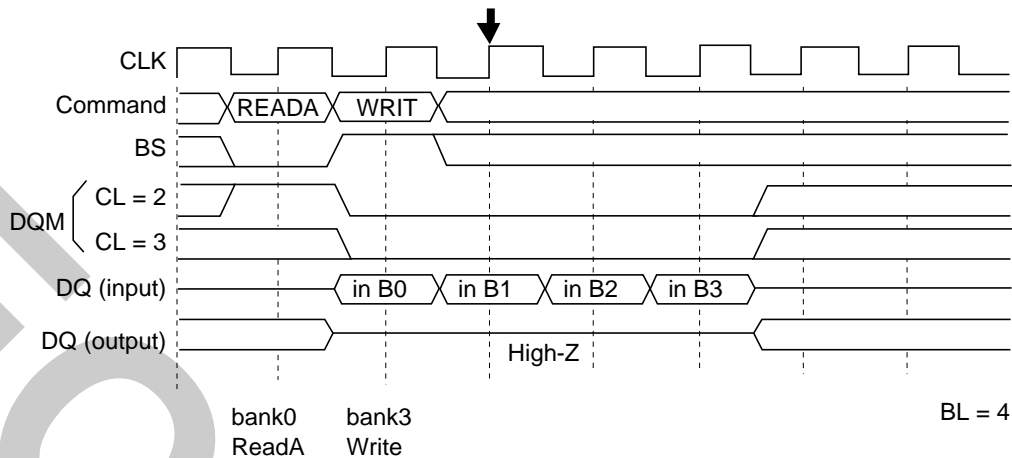 CLK
Command
READA
WRIT
BS
DQM
CL = 2
CL = 3
DQ (input)
in B0
in B1
in B2
in B3
DQ (output)
High-Z
bank0
ReadA
bank3
Write
BL = 4